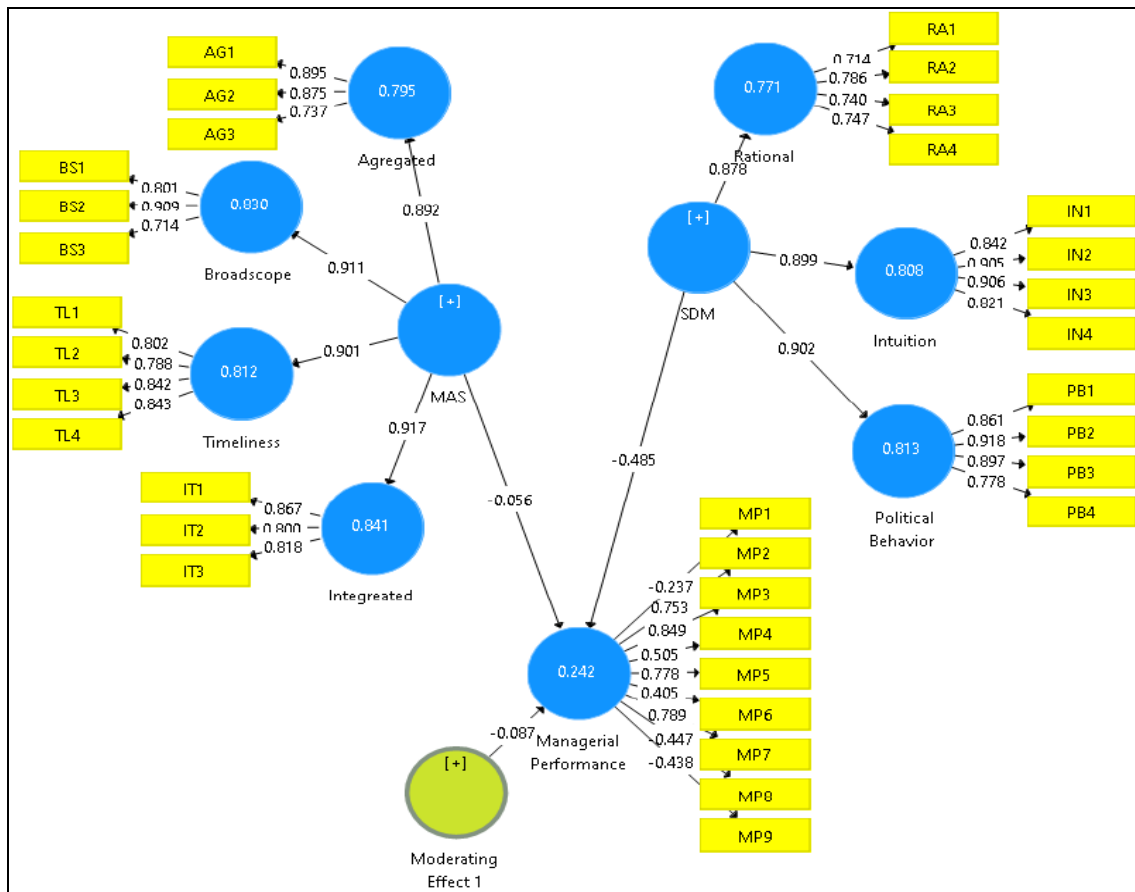 AG1
AG2
AG3
0.895
0.875
0.737
0.795
Agregated
BS1
BS2
BS3
0.801
0.909
0.714
0.830
Broadscope
TL1
TL2
TL3
TL4
0.802
0.788
0.842
0.843
0.812
Timeliness
IT1
IT2
IT3
0.867
0.800
0.818
0.841
Integreated
0.892
0.911
0.901
0.917
[+]
MAS
-0.056
RA1
RA2
RA3
RA4
0.714
0.786
0.740
0.747
0.771
Rational
0.878
[+]
SDM
0.899
0.902
-0.485
IN1
IN2
IN3
IN4
0.842
0.905
0.906
0.821
0.808
Intuition
PB1
PB2
PB3
PB4
0.861
0.918
0.897
0.778
0.813
Political
Behavior
MP1
MP2
MP3
MP4
MP5
MP6
MP7
MP8
MP9
-0.237
0.753
0.849
0.505
0.778
0.405
0.789
-0.447
-0.438
0.242
Managerial
Performance
-0.087
[+]
Moderating
Effect 1